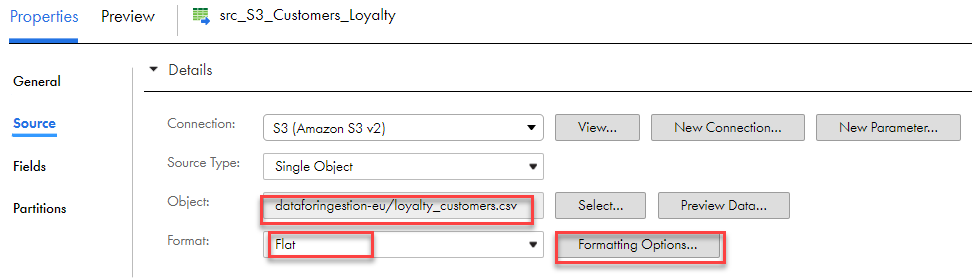 Properties Preview src_S3_Customers_Loyalty
General
Source
Fields
Partitions
Details
Connection: S3 (Amazon S3 v2) View... New Connection... New Parameter...
Source Type: Single Object
Object: dataforingestion-eu/loyalty_customers.csv Select... Preview Data...
Format: Flat Formatting Options...